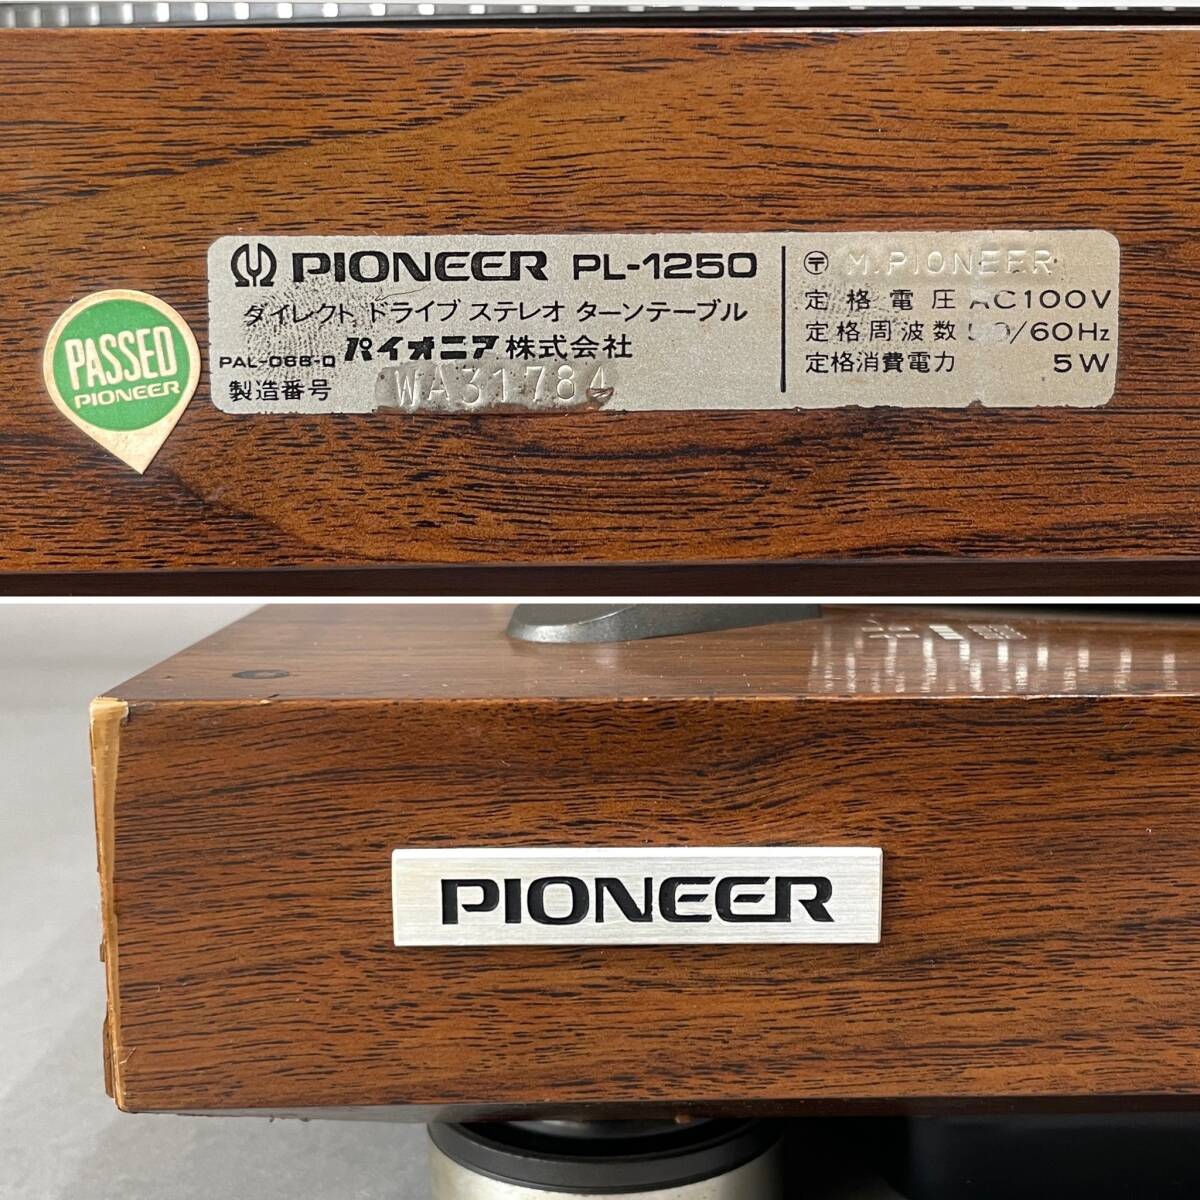 PASSED
PIONEER
PIONEER PL-1250
ダイレクト ドライブ ステレオ ターンテーブル
パイオニア株式会社
製造番号 WA31784
〒 M.PIONEER
定格電圧 AC100V
定格周波数 50/60Hz
定格消費電力 5W
PIONEER